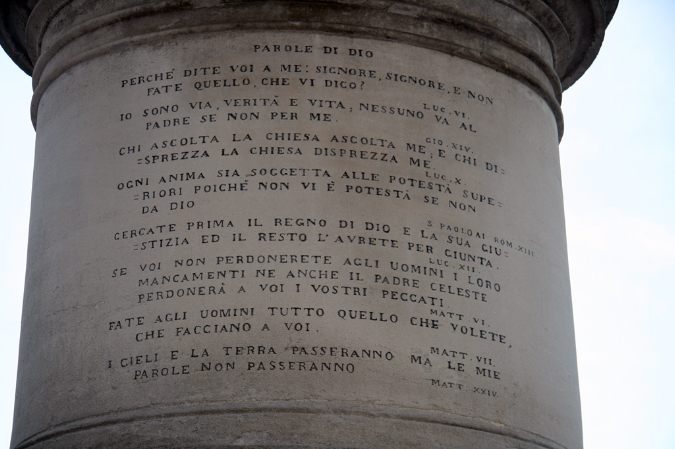 PAROLE DI DIO
PERCHÉ DITE VOI A ME: SIGNORE, SIGNORE, E NON
FATE QUELLO, CHE VI DICO?
LUC. VI.
IO SONO VIA, VERITÀ E VITA; NESSUNO VA AL
PADRE SE NON PER ME.
GIO. XIV.
CHI ASCOLTA LA CHIESA ASCOLTA ME, E CHI DI=
=SPREZZA LA CHIESA DISPREZZA ME.
LUC. X.
OGNI ANIMA SIA SOGGETTA ALLE POTESTÀ SUPE=
=RIORI POICHÉ NON VI É POTESTÀ SE NON
DA DIO
S PAOLO AI ROM. XIII
CERCATE PRIMA IL REGNO DI DIO E LA SUA GIU=
=STIZIA ED IL RESTO L'AVRETE PER GIUNTA.
LUC. XII.
SE VOI NON PERDONERETE AGLI UOMINI I LORO
MANCAMENTI NE ANCHE IL PADRE CELESTE
PERDONERÀ A VOI I VOSTRI PECCATI.
MATT. VI.
FATE AGLI UOMINI TUTTO QUELLO CHE VOLETE,
CHE FACCIANO A VOI.
MATT. VII.
I CIELI E LA TERRA PASSERANNO MA LE MIE
PAROLE NON PASSERANNO
MATT. XXIV.